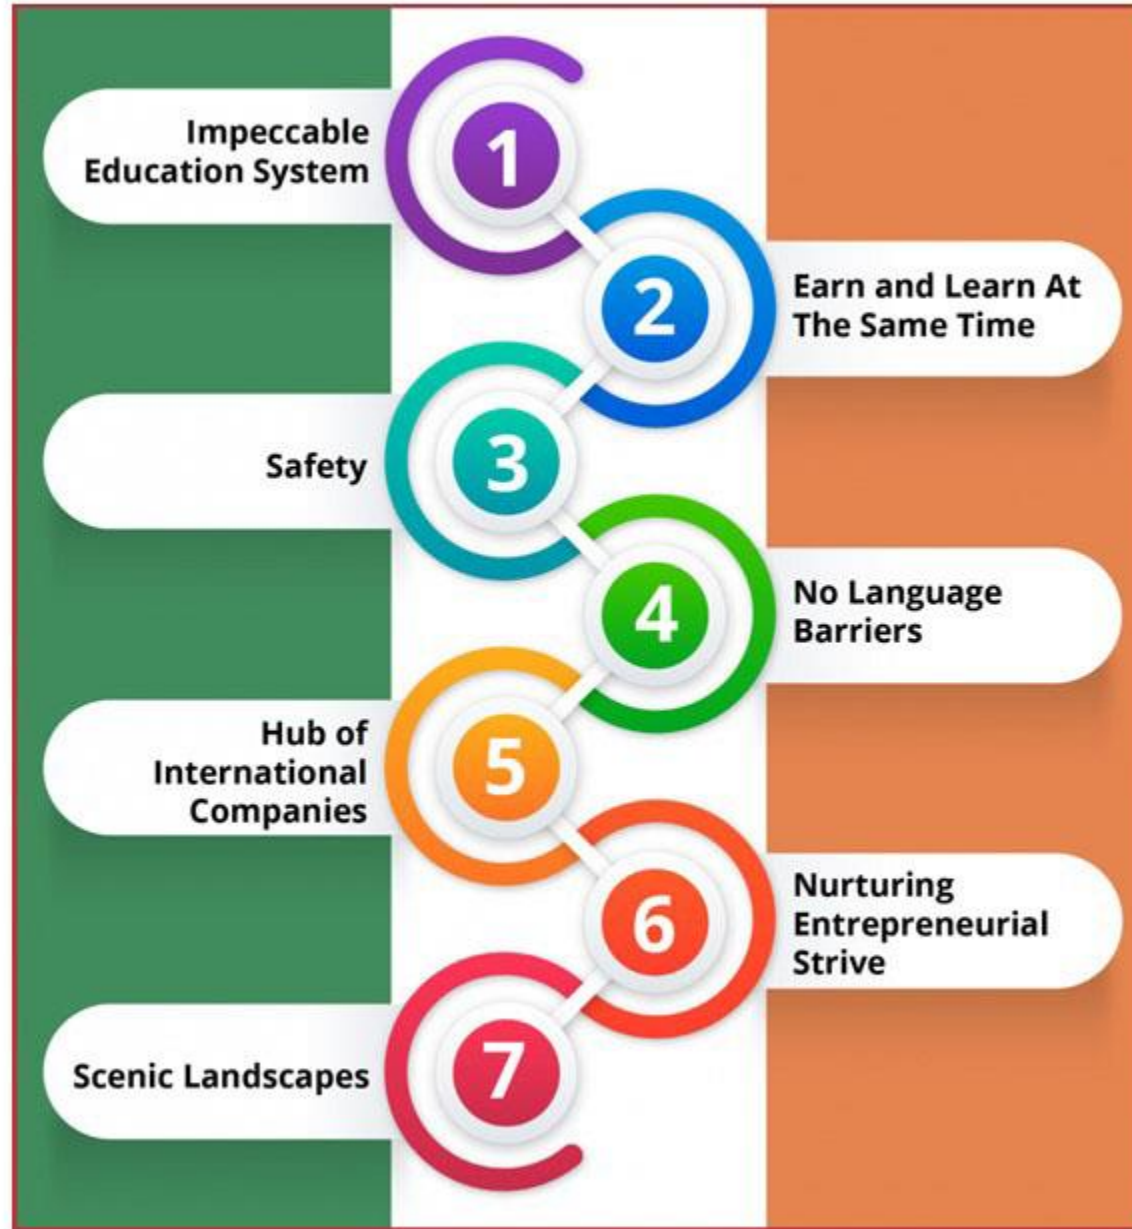 1
Impeccable
Education System
2
Earn and Learn At
The Same Time
3
Safety
4
No Language
Barriers
5
Hub of
International
Companies
6
Nurturing
Entrepreneurial
Strive
7
Scenic Landscapes